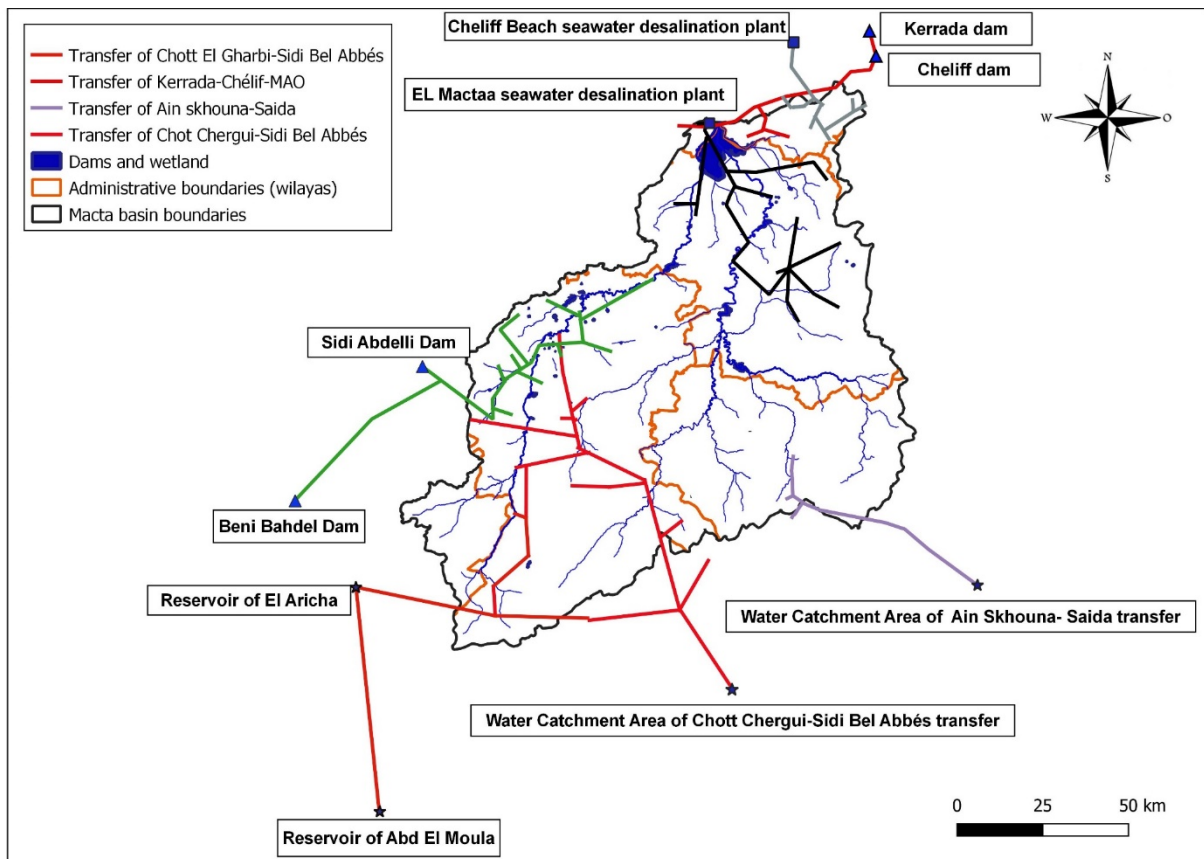 Cheliff Beach seawater desalination plant
Kerrada dam
Cheliff dam
EL Mactaa seawater desalination plant
Transfer of Chott El Gharbi-Sidi Bel Abbés
Transfer of Kerrada-Chélif-MAO
Transfer of Ain skhouna-Saida
Transfer of Chot Chergui-Sidi Bel Abbés
Dams and wetland
Administrative boundaries (wilayas)
Macta basin boundaries
N
W
O
S
Sidi Abdelli Dam
Beni Bahdel Dam
Reservoir of El Aricha
Water Catchment Area of Ain Skhouna- Saida transfer
Water Catchment Area of Chott Chergui-Sidi Bel Abbés transfer
Reservoir of Abd El Moula
0 25 50 km